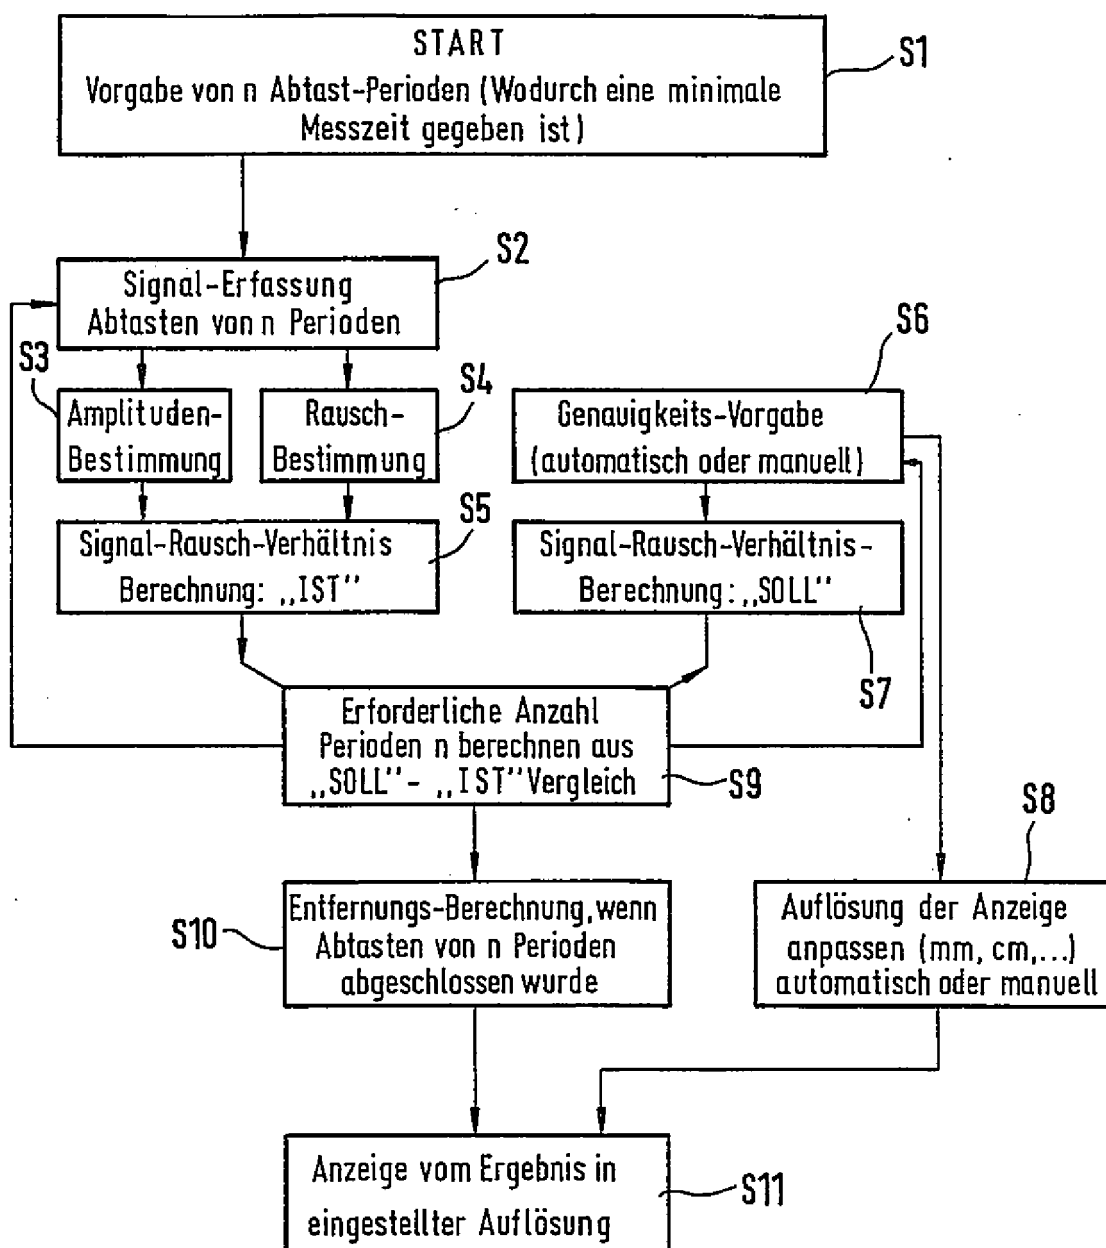 START
Vorgabe von n Abtast-Perioden (Wodurch eine minimale
Messzeit gegeben ist)
S1
Signal-Erfassung
Abtasten von n Perioden
S2
S3
Amplituden-
Bestimmung
Rausch-
Bestimmung
S4
Genauigkeits-Vorgabe
(automatisch oder manuell)
S6
Signal-Rausch-Verhältnis
Berechnung: „IST"
S5
Signal-Rausch-Verhältnis-
Berechnung: „SOLL"
S7
Erforderliche Anzahl
Perioden n berechnen aus
„SOLL" - „IST" Vergleich
S9
S10
Entfernungs-Berechnung, wenn
Abtasten von n Perioden
abgeschlossen wurde
S8
Auflösung der Anzeige
anpassen (mm, cm,...)
automatisch oder manuell
Anzeige vom Ergebnis in
eingestellter Auflösung
S11